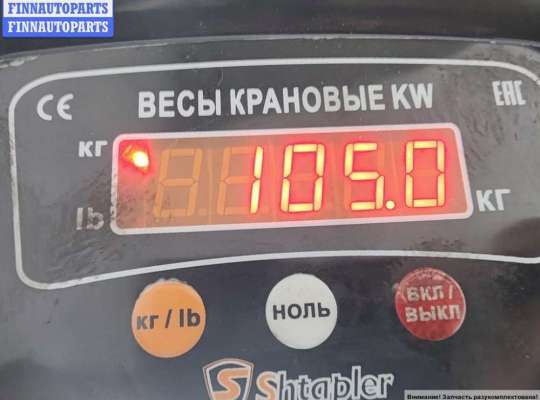 FINNAUTOPARTS
FINNAUTOPARTS
CE ВЕСЫ КРАНОВЫЕ KW EAC
кг
lb
105.0
кг
кг / lb
НОЛЬ
ВКЛ /
ВЫКЛ
S Shtapler
Внимание! Запчасть разукомплектована!